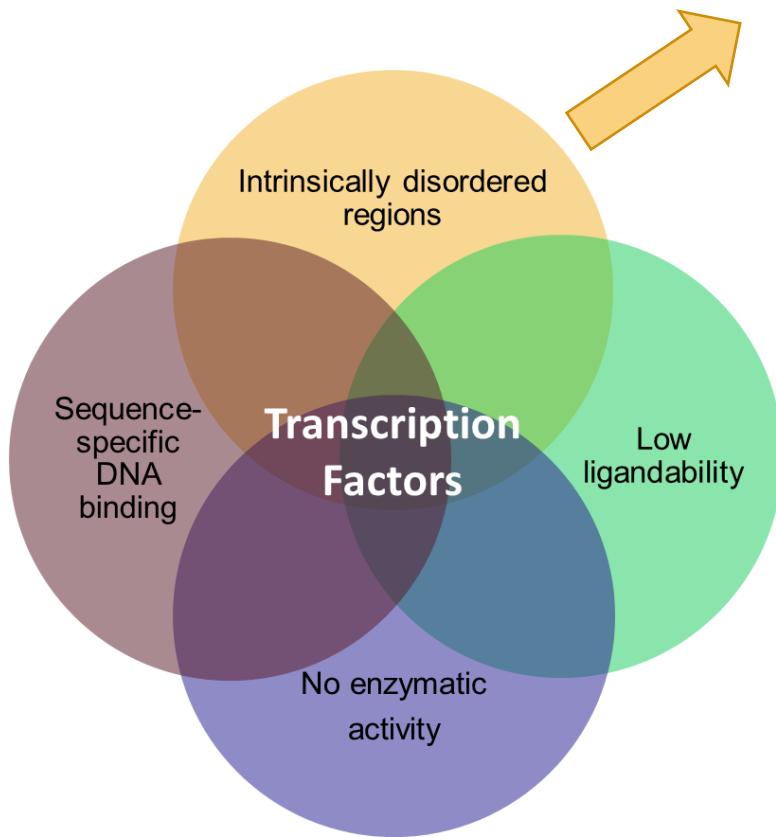 Intrinsically disordered
regions
Sequence-
specific
DNA
binding
Transcription
Factors
Low
ligandability
No enzymatic
activity